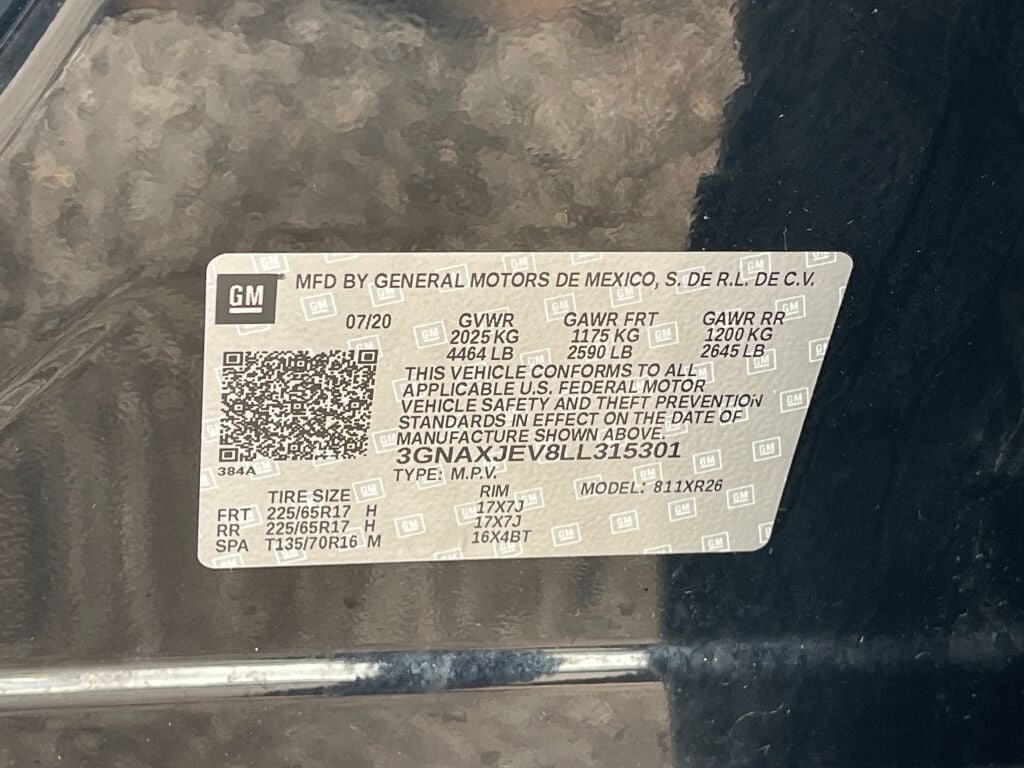 GM MFD BY GENERAL MOTORS DE MEXICO, S. DE R.L. DE C.V.
07/20 GVWR GAWR FRT GAWR RR
2025 KG 1175 KG 1200 KG
4464 LB 2590 LB 2645 LB
THIS VEHICLE CONFORMS TO ALL
APPLICABLE U.S. FEDERAL MOTOR
VEHICLE SAFETY AND THEFT PREVENTION
STANDARDS IN EFFECT ON THE DATE OF
MANUFACTURE SHOWN ABOVE.
3GNAXJEV8LL315301
384A
TYPE: M.P.V. MODEL: 811XR26
TIRE SIZE RIM
FRT 225/65R17 H 17X7J
RR 225/65R17 H 17X7J
SPA T135/70R16 M 16X4BT